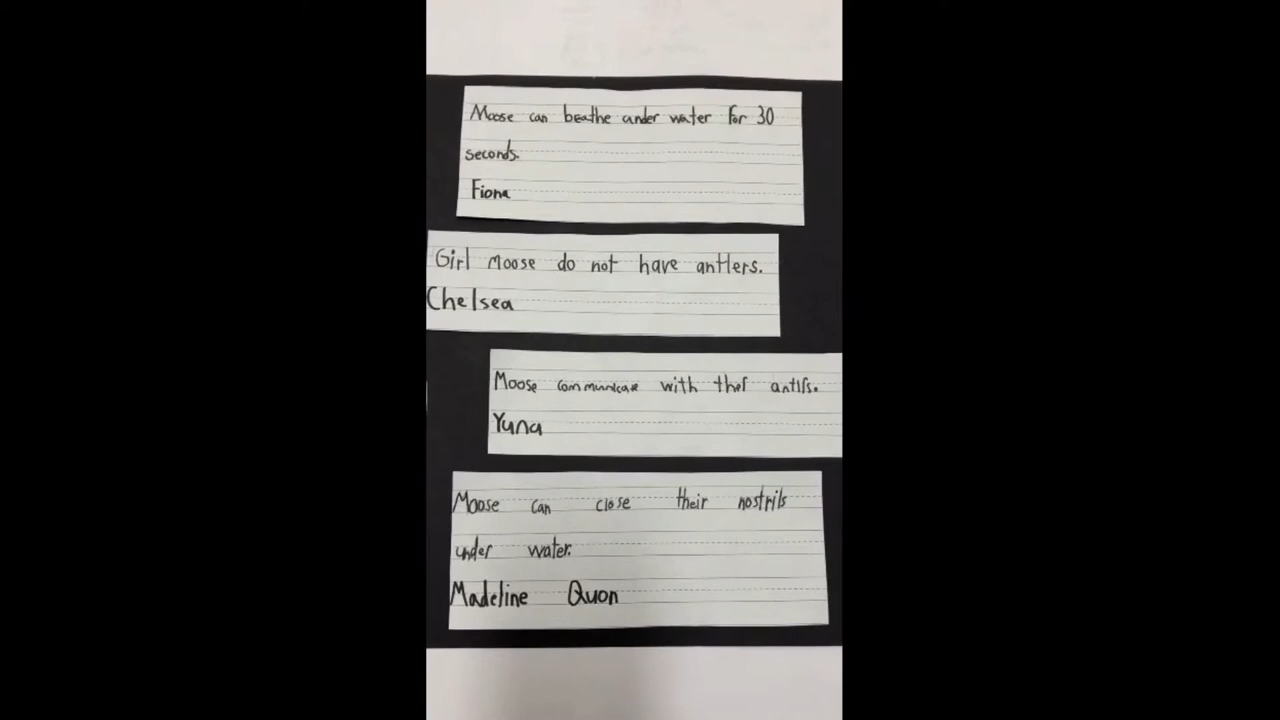 Moose can beathe under water for 30
seconds.
Fiona
Girl moose do not have antlers.
Chelsea
Moose communicate with ther antlrs.
Yuna
Moose can close their nostrils
under water.
Madeline Quon